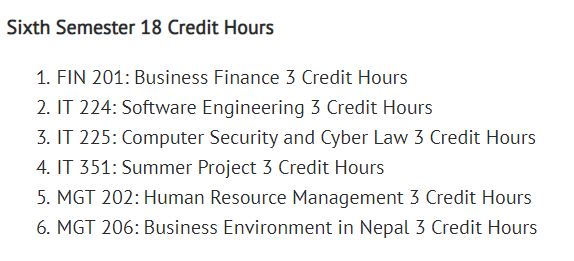 Sixth Semester 18 Credit Hours
1. FIN 201: Business Finance 3 Credit Hours
2. IT 224: Software Engineering 3 Credit Hours
3. IT 225: Computer Security and Cyber Law 3 Credit Hours
4. IT 351: Summer Project 3 Credit Hours
5. MGT 202: Human Resource Management 3 Credit Hours
6. MGT 206: Business Environment in Nepal 3 Credit Hours